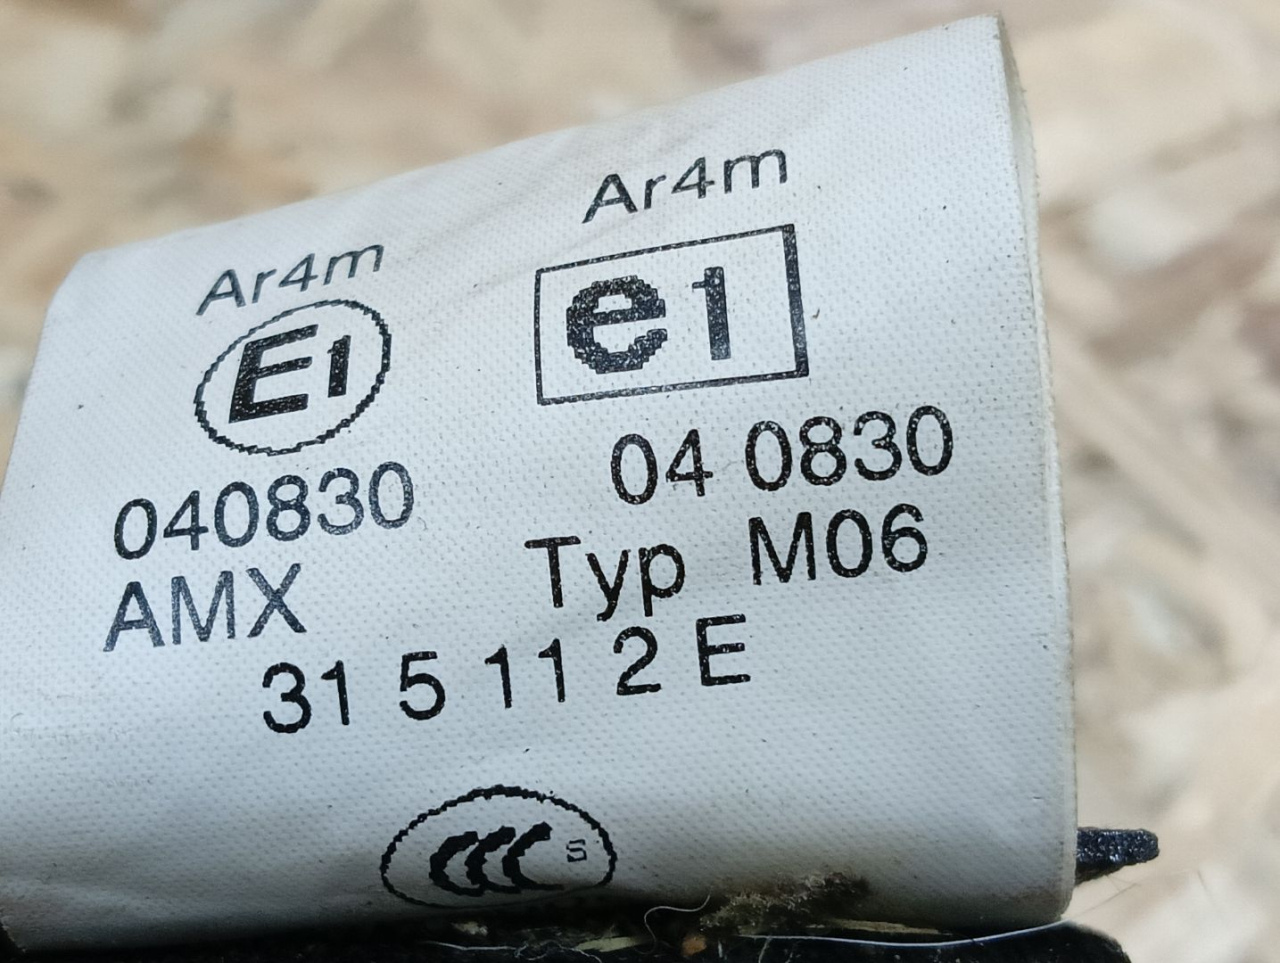 Ar4m Ar4m
E1 e1
040830 04 0830
AMX Typ M06
31 5 11 2 E
CCC S